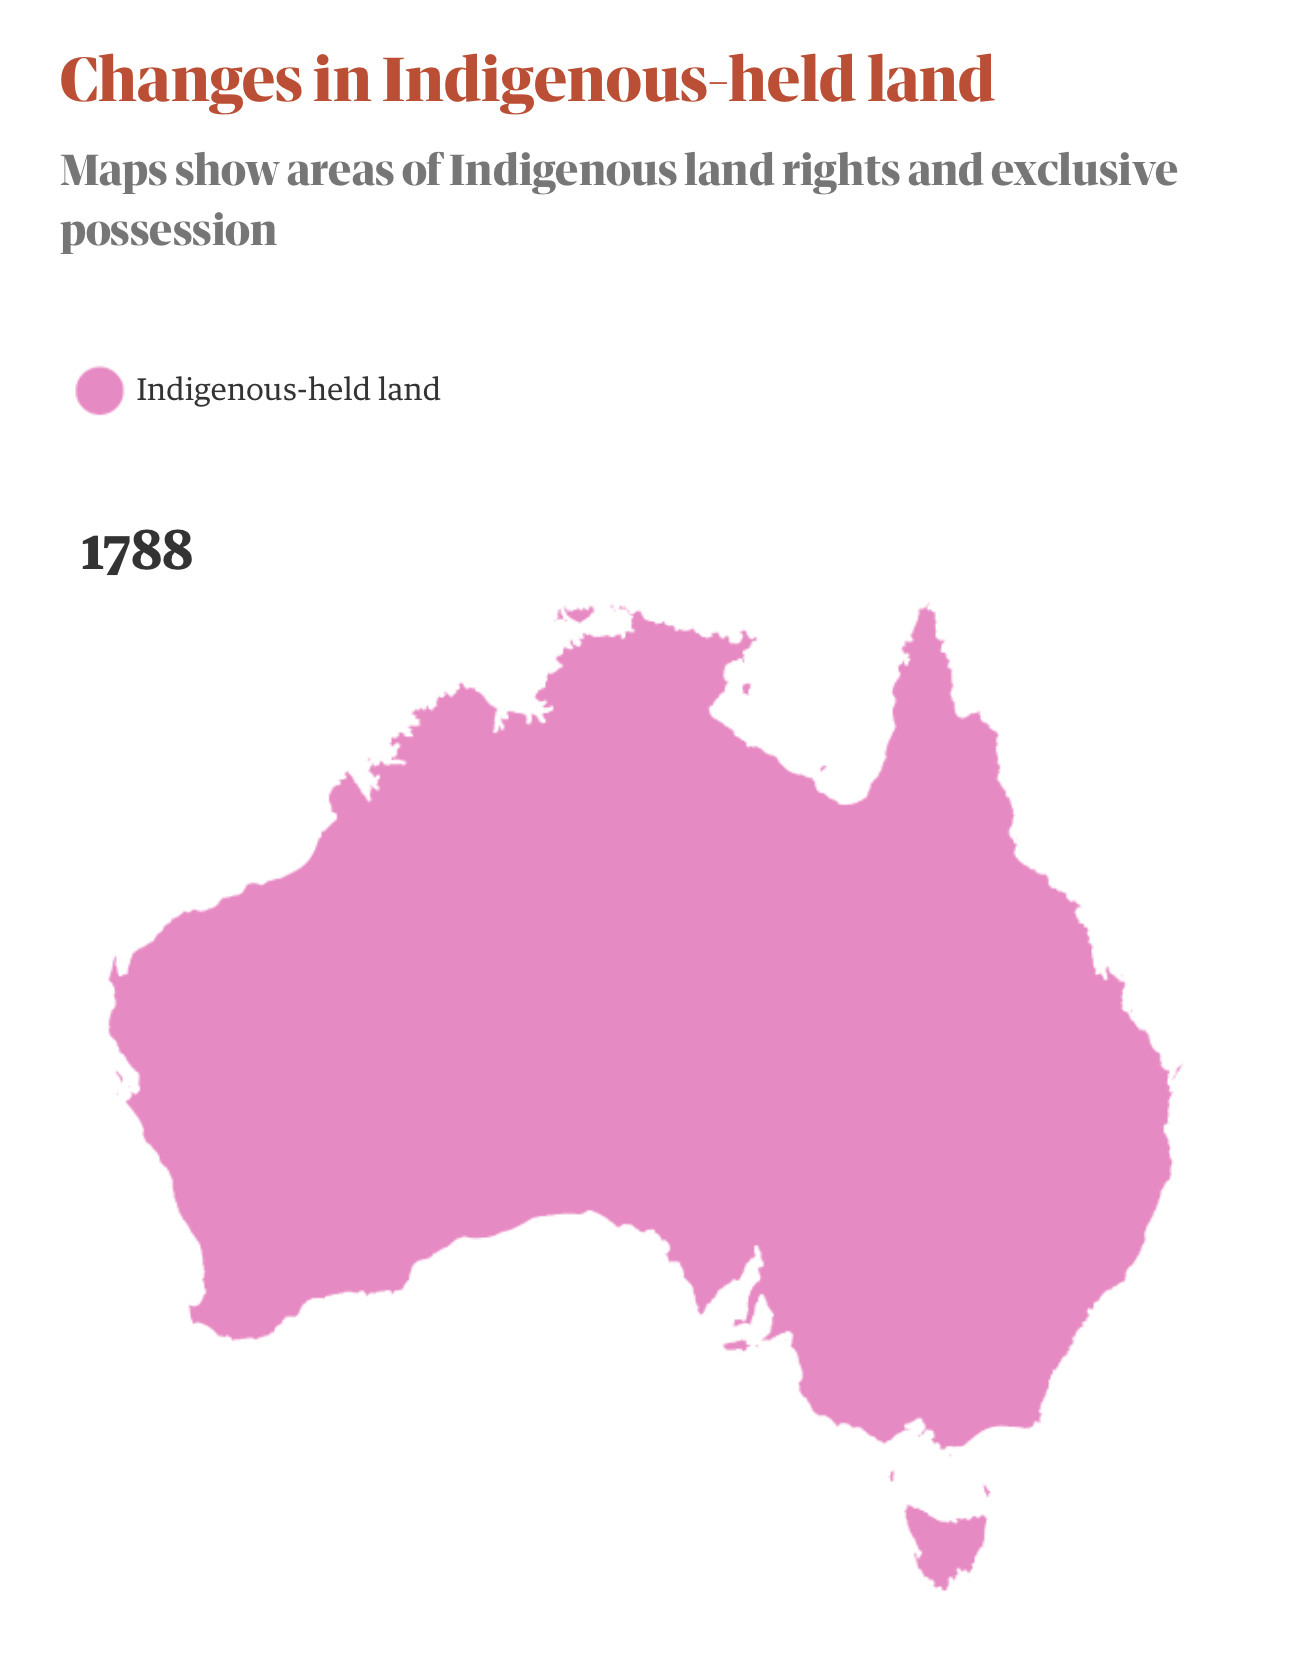 Changes in Indigenous-held land
Maps show areas of Indigenous land rights and exclusive
possession
Indigenous-held land
1788